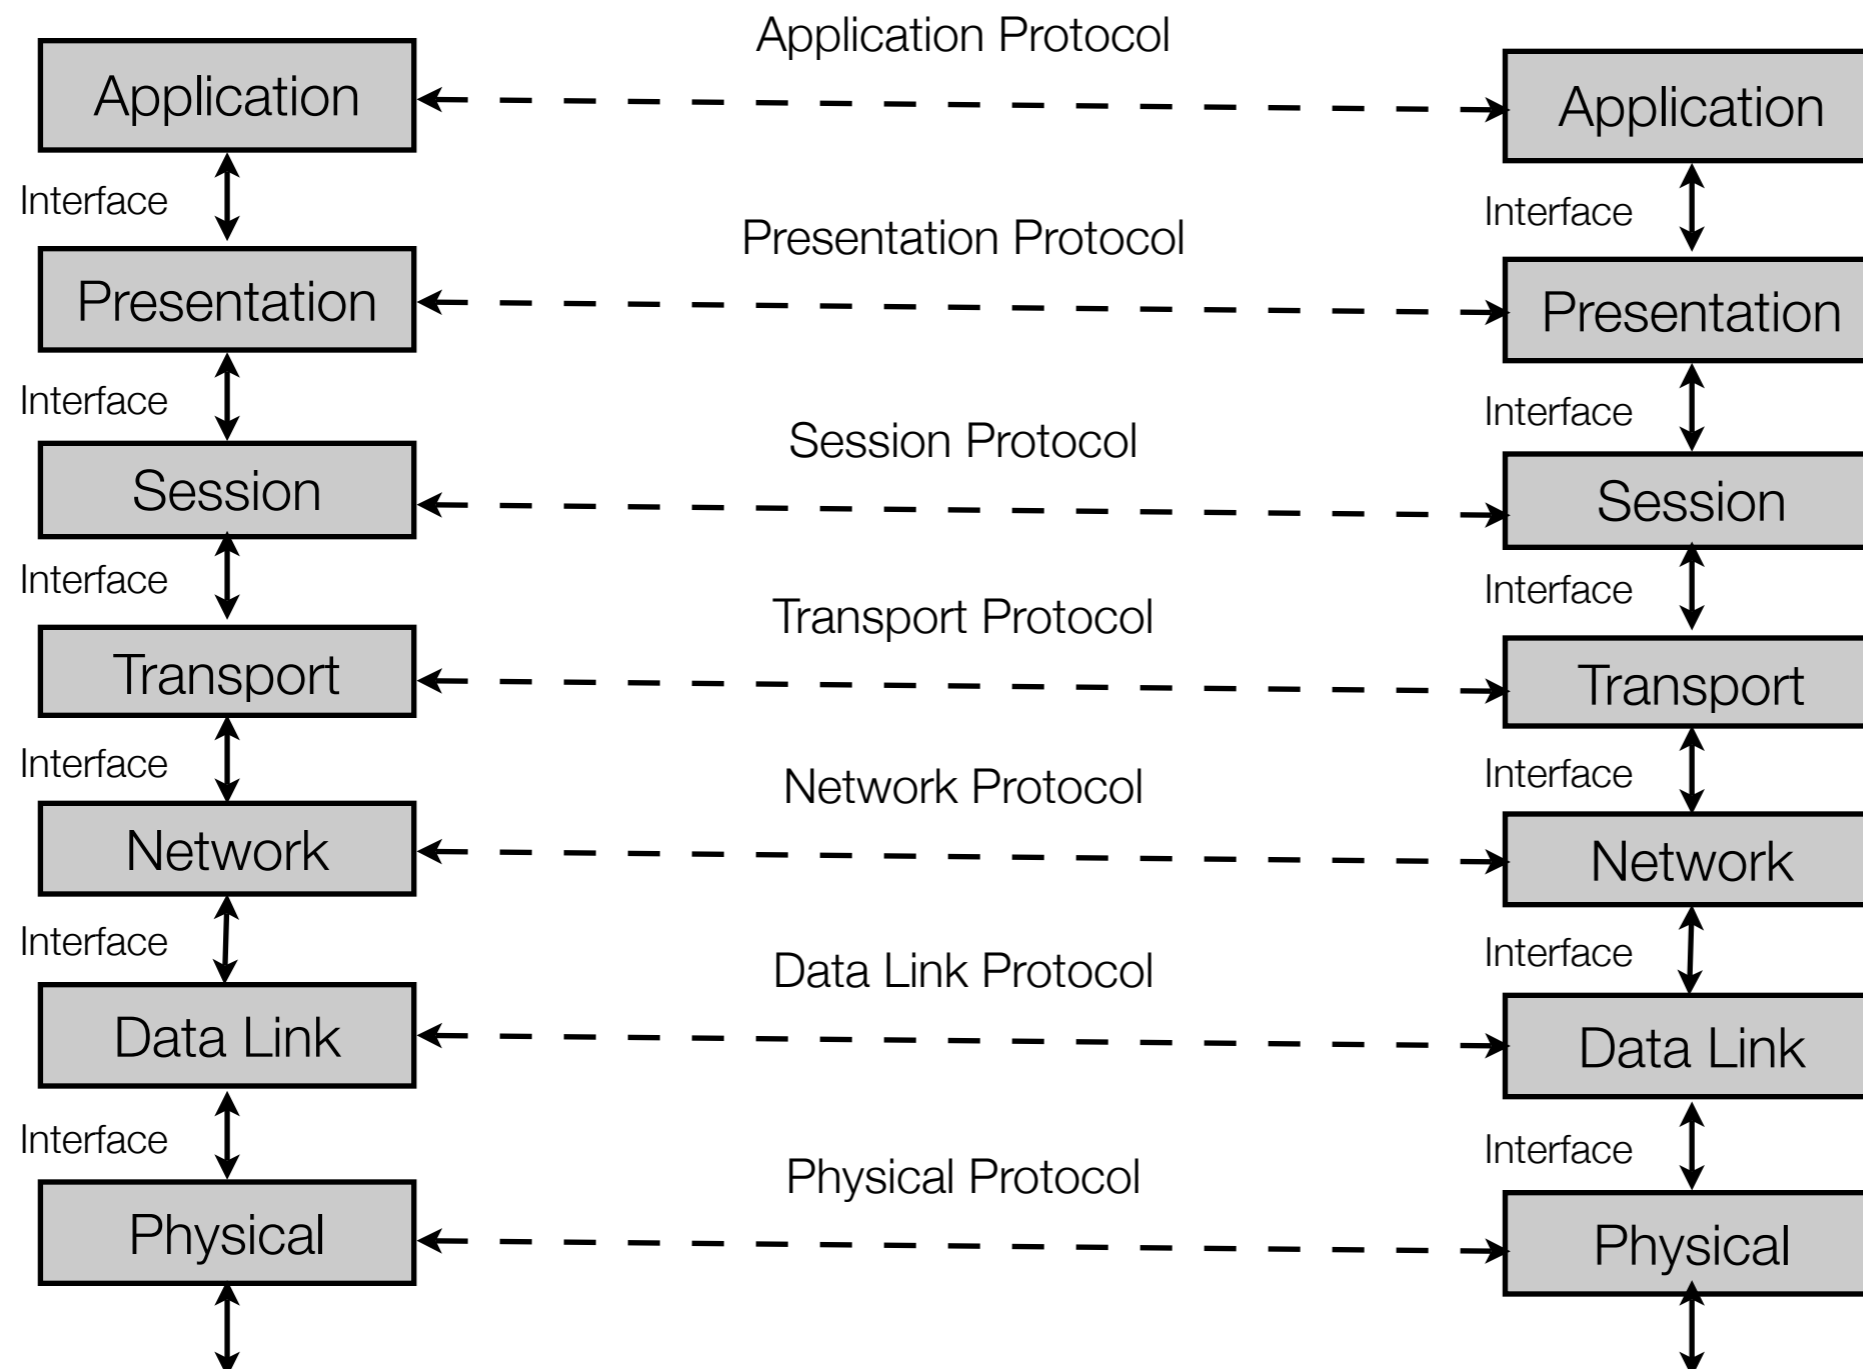 Application Protocol
Application
Application
Interface
Interface
Presentation Protocol
Presentation
Presentation
Interface
Interface
Session Protocol
Session
Session
Interface
Interface
Transport Protocol
Transport
Transport
Interface
Interface
Network Protocol
Network
Network
Interface
Interface
Data Link Protocol
Data Link
Data Link
Interface
Interface
Physical Protocol
Physical
Physical